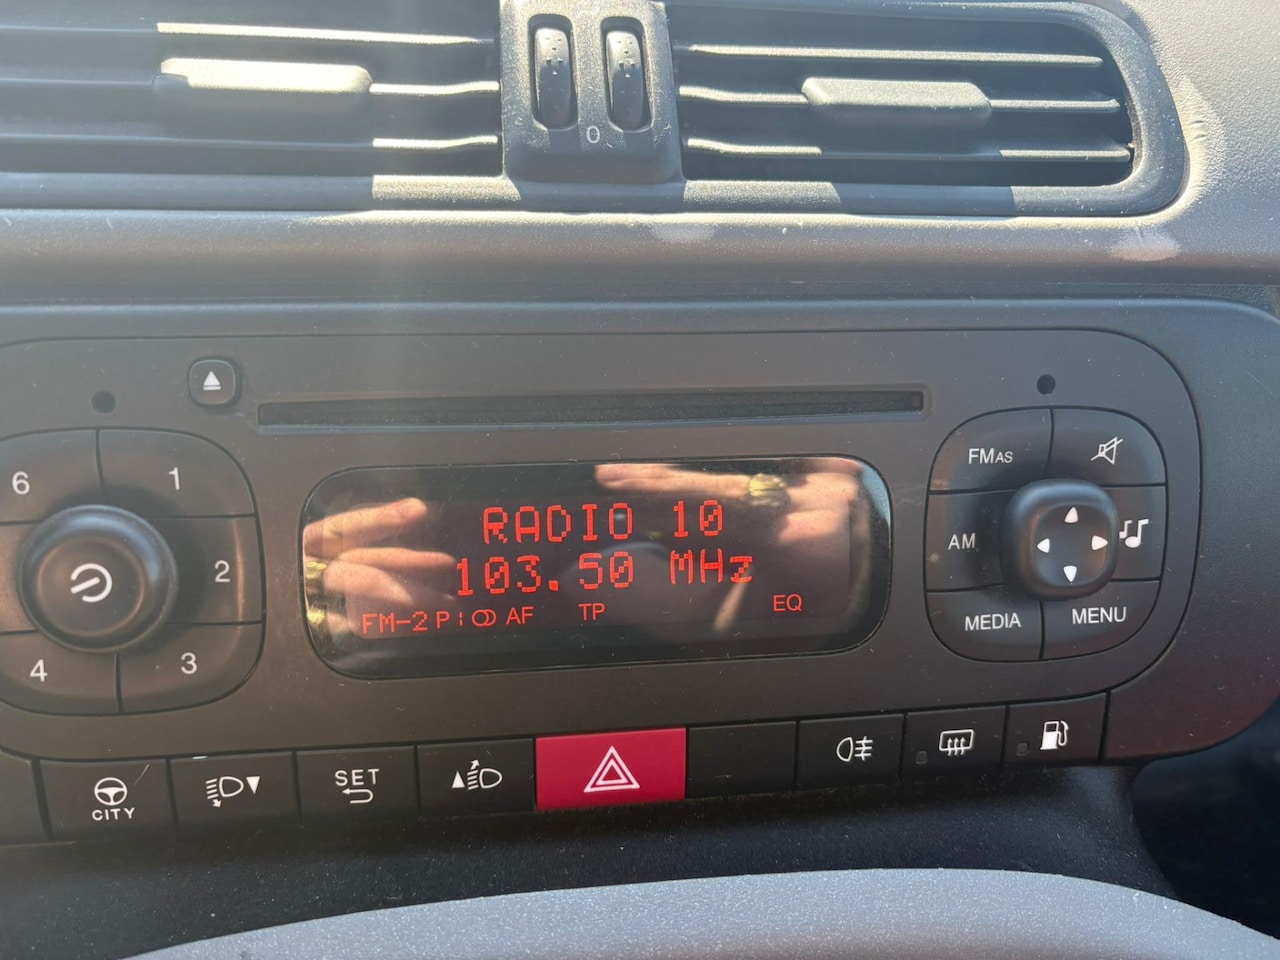 0
6 1
FMAS
RADIO 10
AM
2
103.50 MHz
FM-2 P AF TP EQ
MEDIA MENU
4 3
CITY
SET